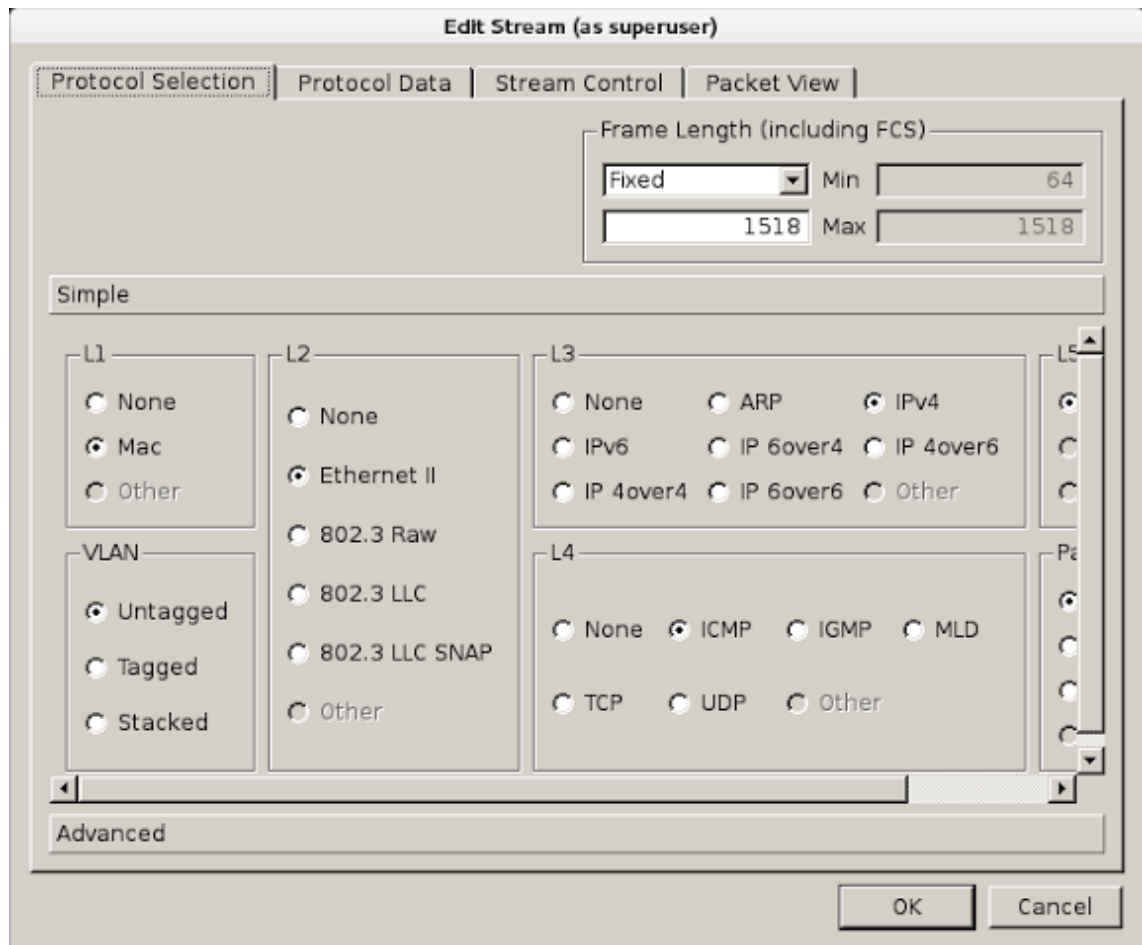 Edit Stream (as superuser)
Protocol Selection Protocol Data Stream Control Packet View
Frame Length (including FCS)
Fixed Min 64
1518 Max 1518
Simple
L1
None
Mac
Other
VLAN
Untagged
Tagged
Stacked
L2
None
Ethernet II
802.3 Raw
802.3 LLC
802.3 LLC SNAP
Other
L3
None ARP IPv4
IPv6 IP 6over4 IP 4over6
IP 4over4 IP 6over6 Other
L4
None ICMP IGMP MLD
TCP UDP Other
L5
Pa
Advanced
OK Cancel